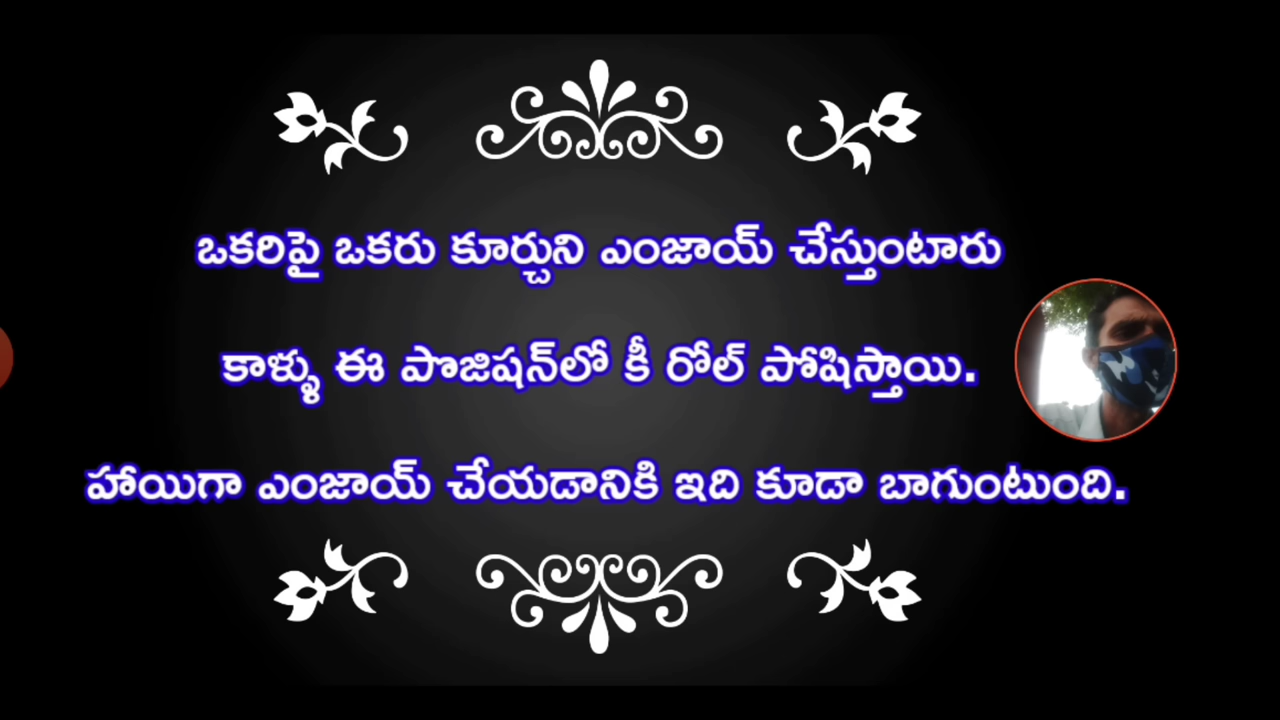 ఒకరిపై ఒకరు కూర్చుని ఎంజాయ్ చేస్తుంటారు
కాళ్ళు ఈ పొజిషన్‌లో కీ రోల్ పోషిస్తాయి.
హాయిగా ఎంజాయ్ చేయడానికి ఇది కూడా బాగుంటుంది.